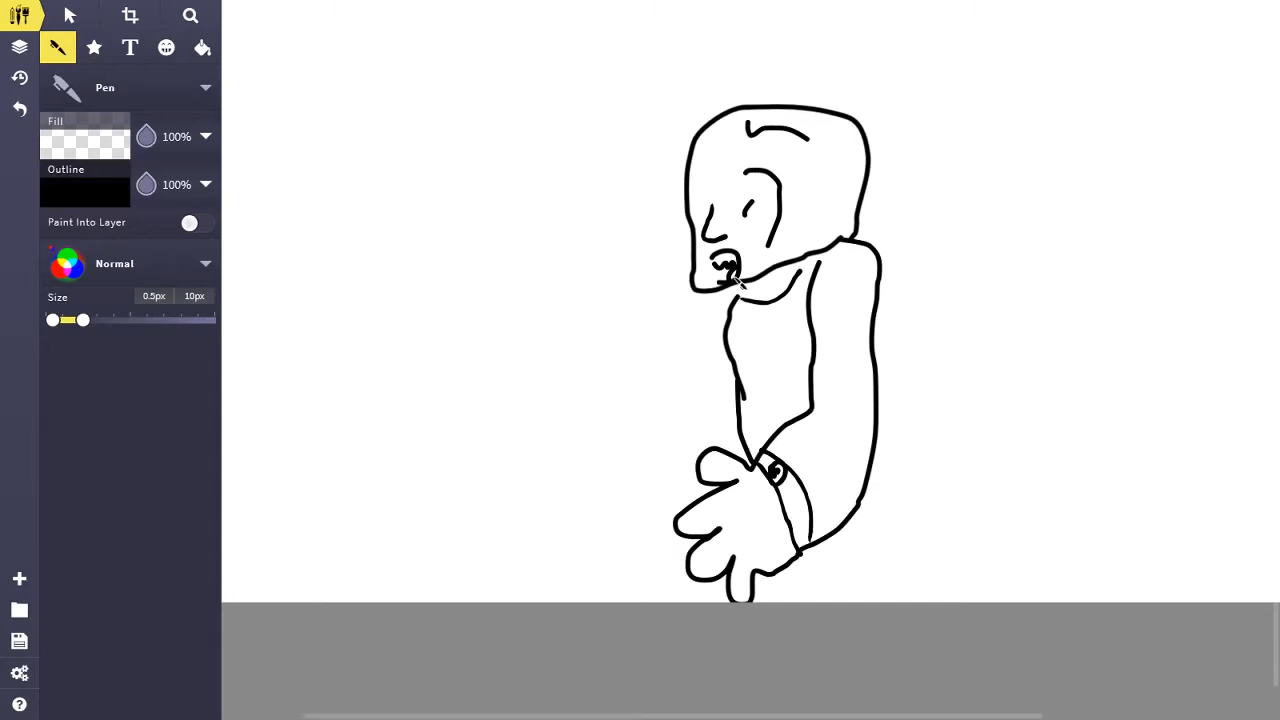 T
Pen
Fill
100%
Outline
100%
Paint Into Layer
Normal
Size 0.5px 10px
?